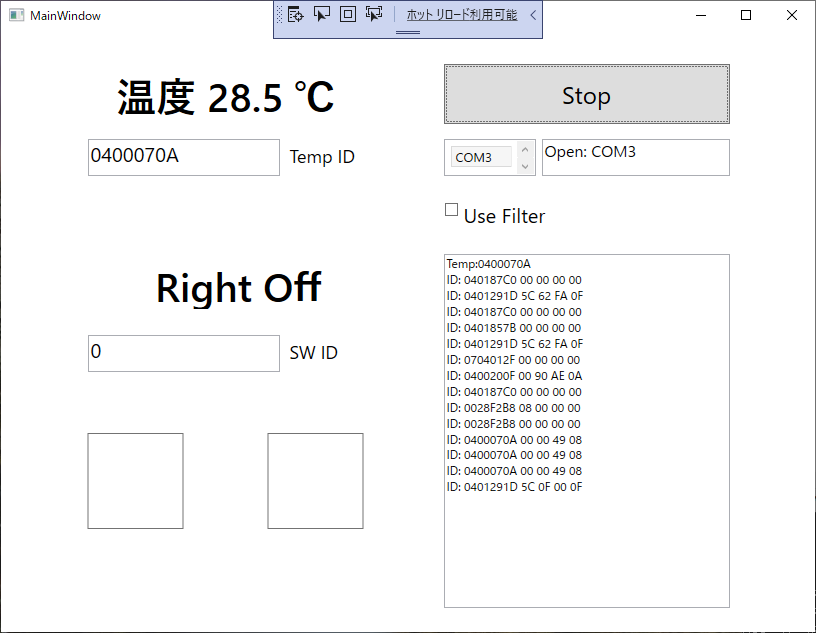 MainWindow
ホット リロード利用可能
温度 28.5 ℃
0400070A
Temp ID
Right Off
0
SW ID
Stop
COM3
Open: COM3
Use Filter
Temp:0400070A
ID: 040187C0 00 00 00 00
ID: 0401291D 5C 62 FA 0F
ID: 040187C0 00 00 00 00
ID: 0401857B 00 00 00 00
ID: 0401291D 5C 62 FA 0F
ID: 0704012F 00 00 00 00
ID: 0400200F 00 90 AE 0A
ID: 040187C0 00 00 00 00
ID: 0028F2B8 08 00 00 00
ID: 0028F2B8 00 00 00 00
ID: 0400070A 00 00 49 08
ID: 0400070A 00 00 49 08
ID: 0400070A 00 00 49 08
ID: 0401291D 5C 0F 00 0F